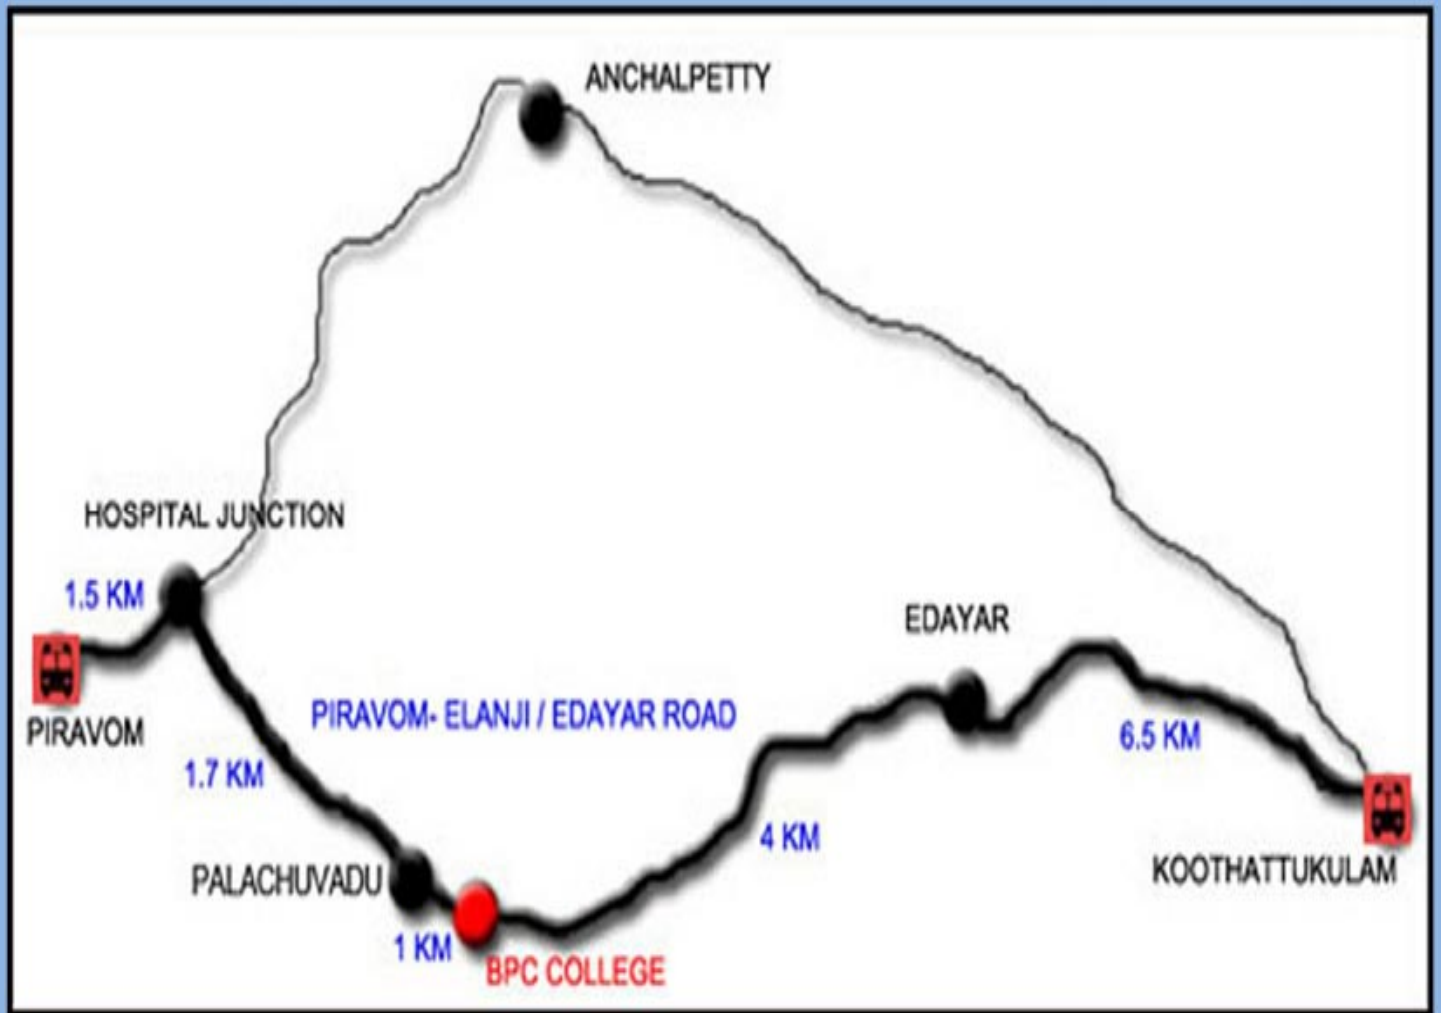 ANCHALPETTY
HOSPITAL JUNCTION
1.5 KM
EDAYAR
PIRAVOM
PIRAVOM- ELANJI / EDAYAR ROAD
6.5 KM
1.7 KM
4 KM
PALACHUVADU
KOOTHATTUKULAM
1 KM
BPC COLLEGE